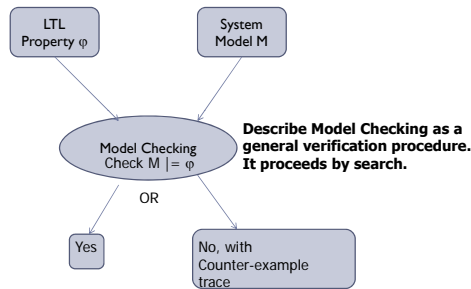 LTL
Property φ
System
Model M
Model Checking
Check M |= φ
Describe Model Checking as a
general verification procedure.
It proceeds by search.
OR
Yes
No, with
Counter-example
trace